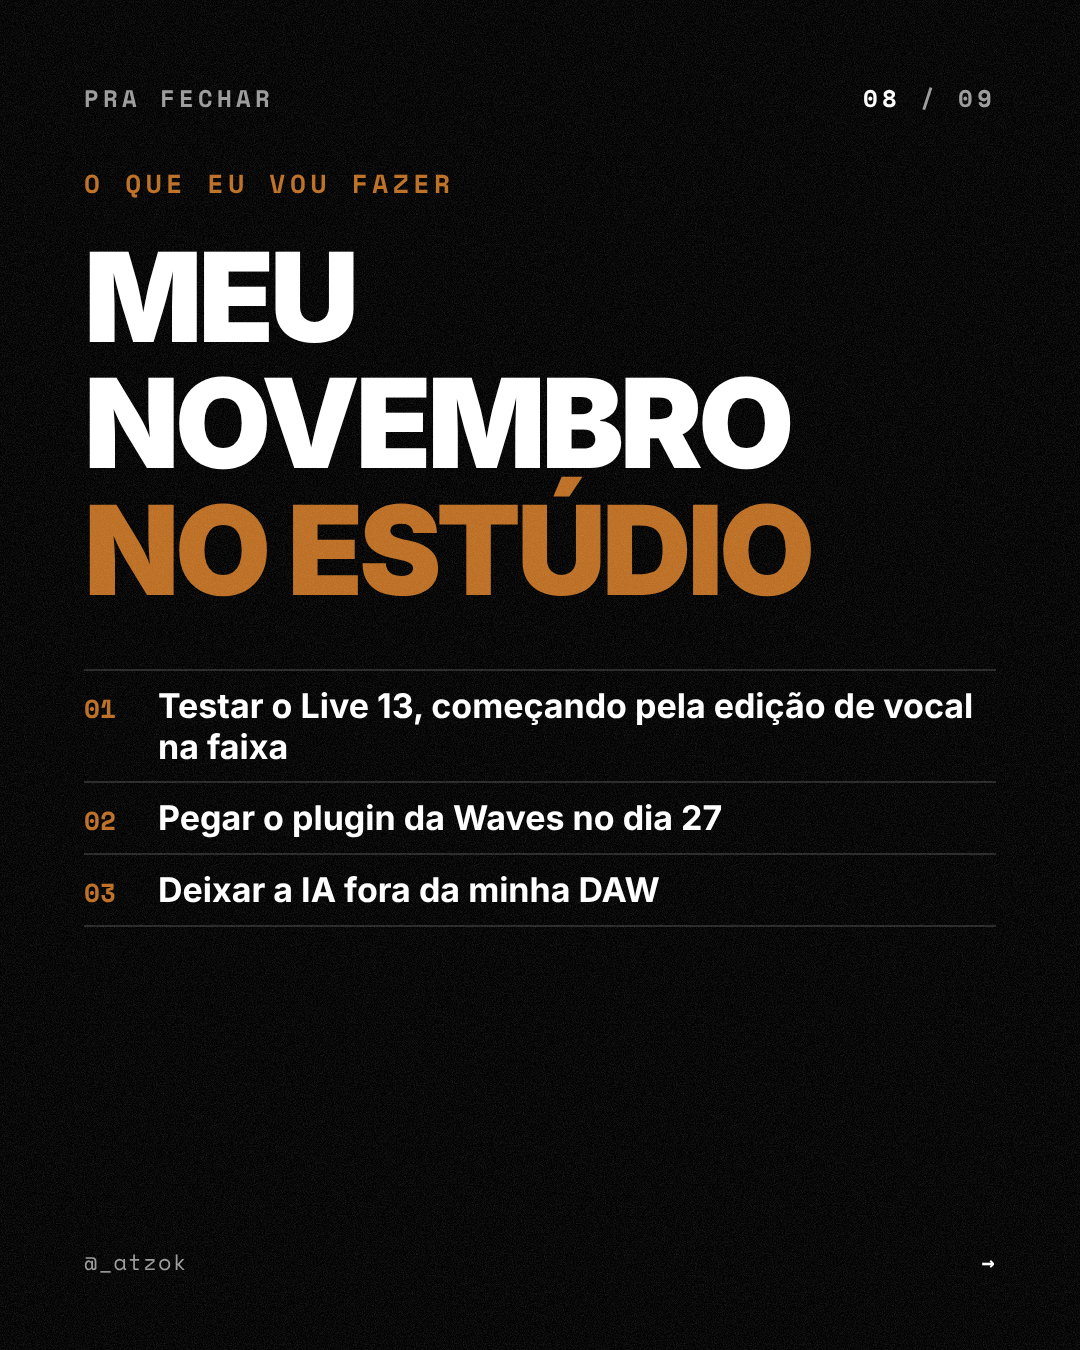 PRA FECHAR
08 / 09
O QUE EU VOU FAZER
MEU
NOVEMBRO
NO ESTÚDIO
01 Testar o Live 13, começando pela edição de vocal
na faixa
02 Pegar o plugin da Waves no dia 27
03 Deixar a IA fora da minha DAW
@_atzok
→